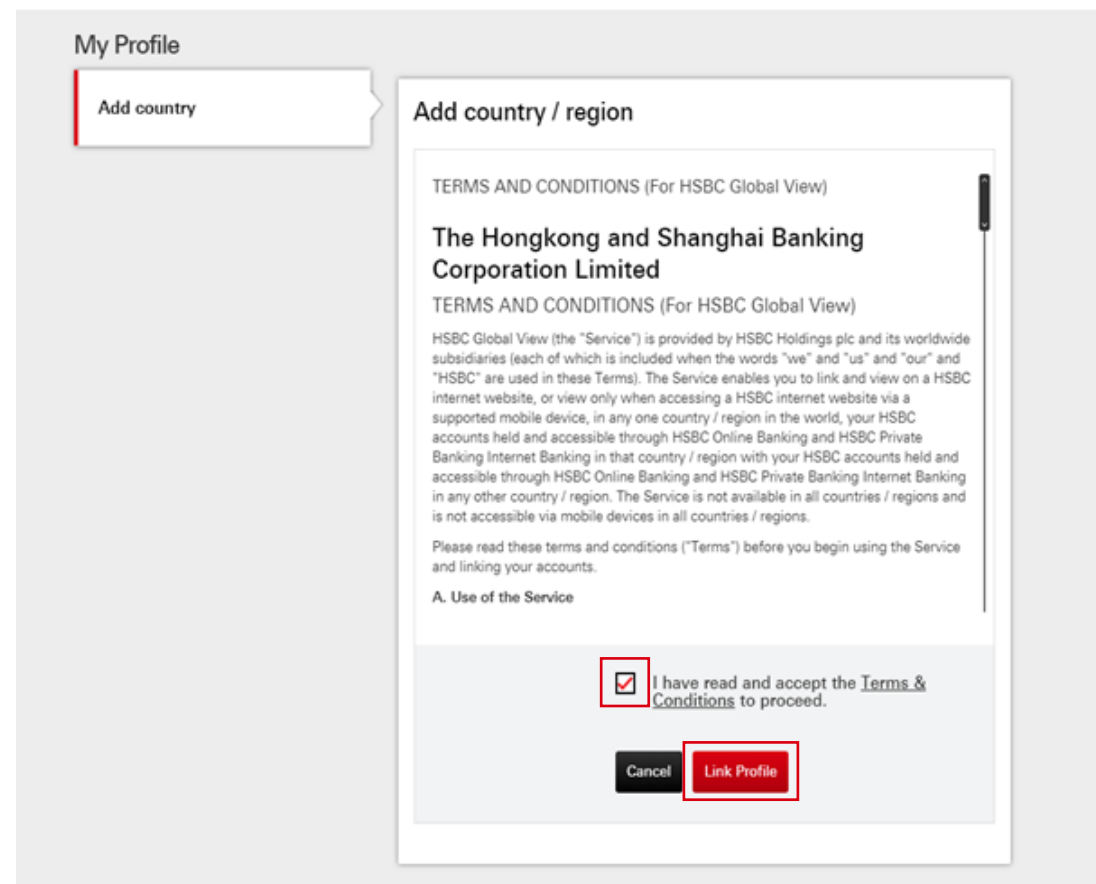 My Profile
Add country
Add country / region
TERMS AND CONDITIONS (For HSBC Global View)
The Hongkong and Shanghai Banking
Corporation Limited
TERMS AND CONDITIONS (For HSBC Global View)
HSBC Global View (the "Service") is provided by HSBC Holdings plc and its worldwide
subsidiaries (each of which is included when the words "we" and "us" and "our" and
"HSBC" are used in these Terms). The Service enables you to link and view on a HSBC
internet website, or view only when accessing a HSBC internet website via a
supported mobile device, in any one country / region in the world, your HSBC
accounts held and accessible through HSBC Online Banking and HSBC Private
Banking Internet Banking in that country / region with your HSBC accounts held and
accessible through HSBC Online Banking and HSBC Private Banking Internet Banking
in any other country / region. The Service is not available in all countries / regions and
is not accessible via mobile devices in all countries / regions.
Please read these terms and conditions ("Terms") before you begin using the Service
and linking your accounts.
A. Use of the Service
I have read and accept the Terms &
Conditions to proceed.
Cancel
Link Profile